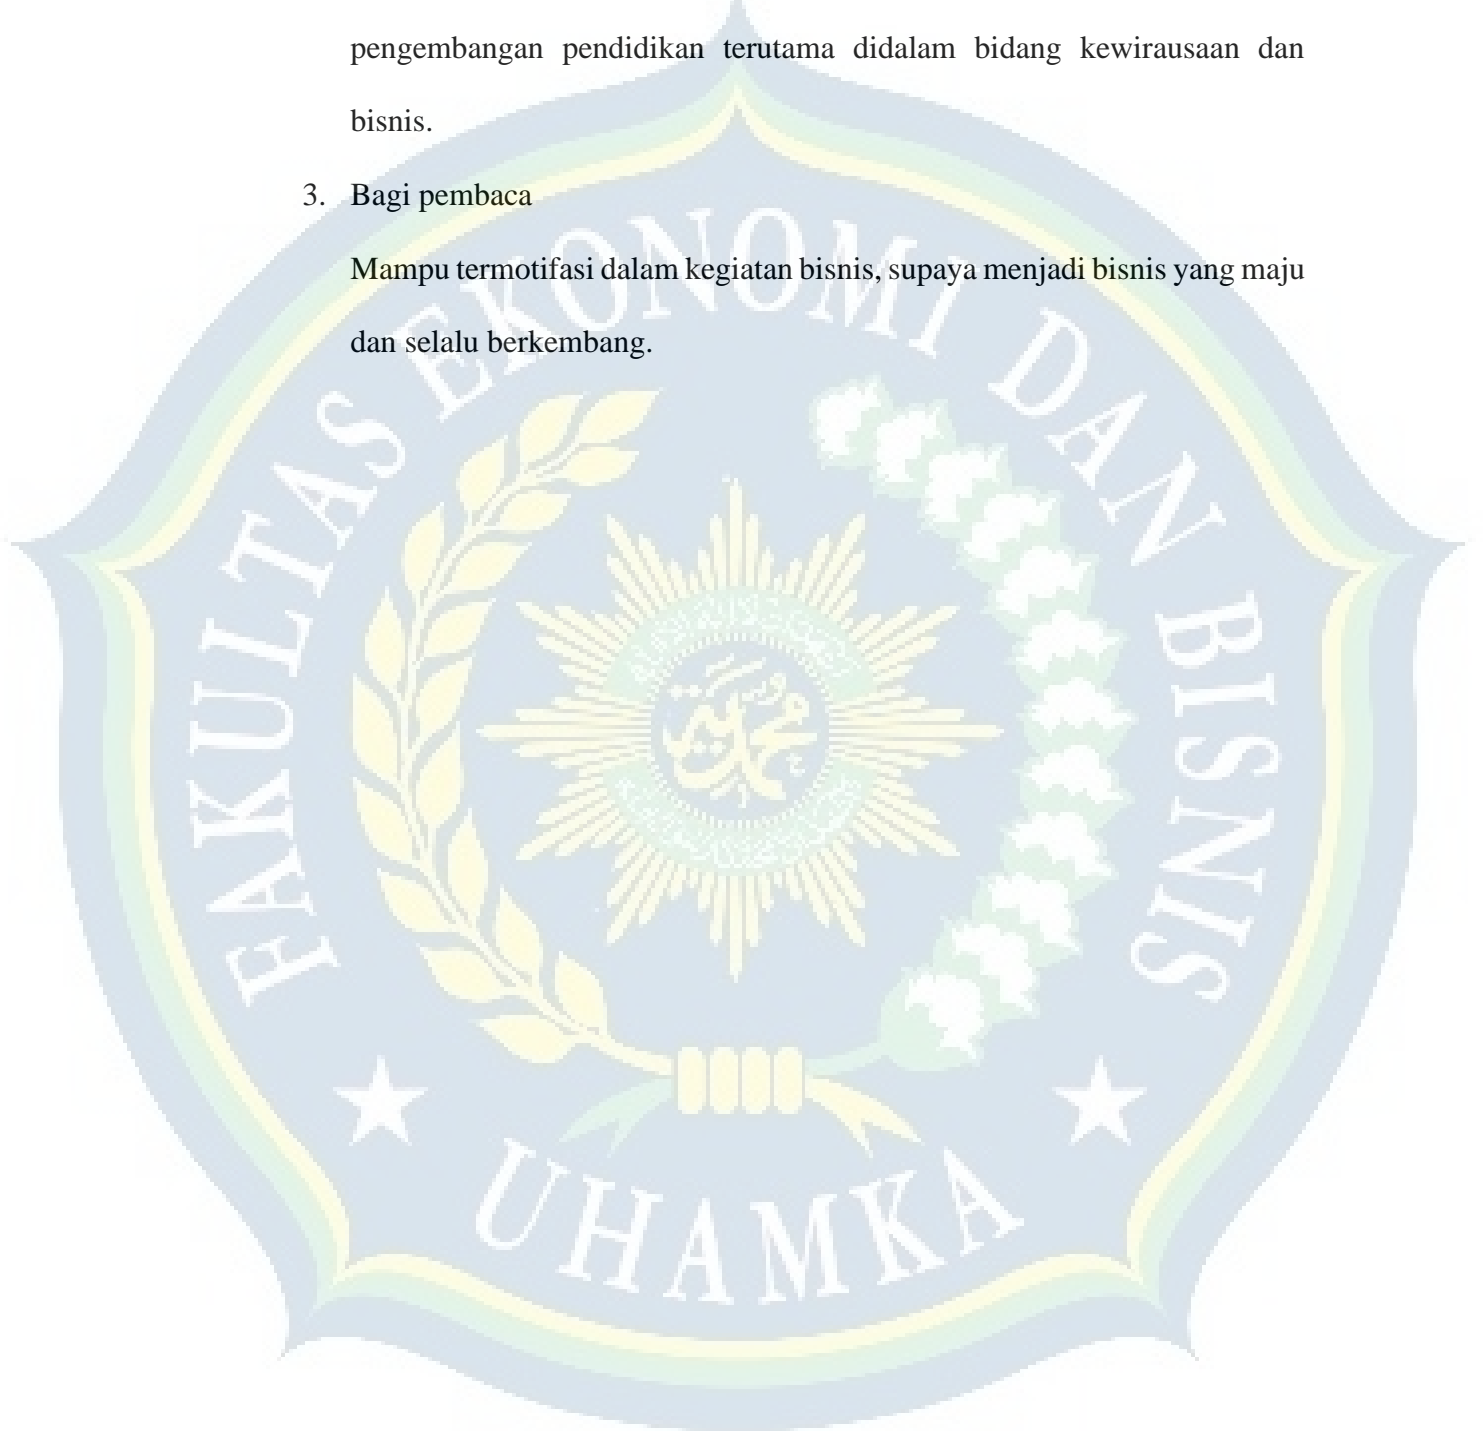 pengembangan pendidikan terutama didalam bidang kewirausaan dan
bisnis.
3. Bagi pembaca
Mampu termotifasi dalam kegiatan bisnis, supaya menjadi bisnis yang maju
dan selalu berkembang.
FAKULTAS EKONOMI DAN BISNIS
محمدية
UHAMKA